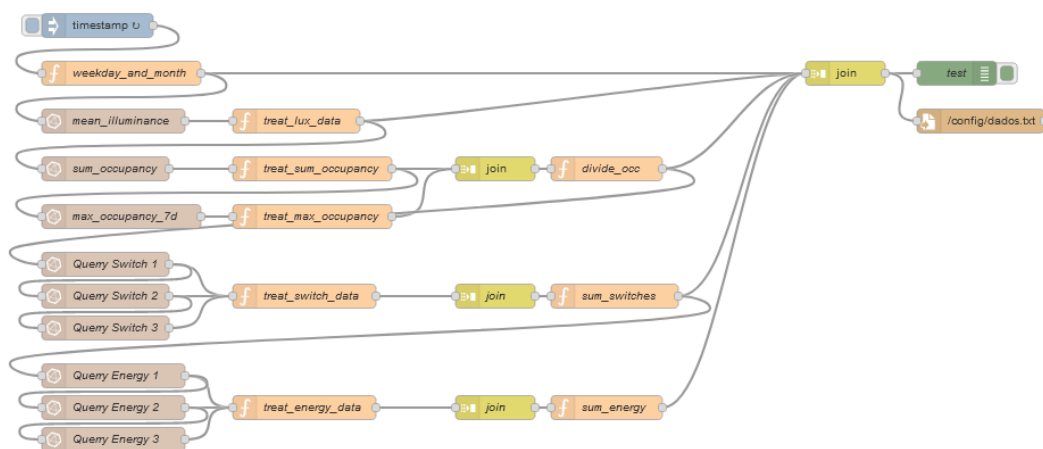 timestamp ↻
weekday_and_month
join
test
mean_illuminance
treat_lux_data
/config/dados.txt
sum_occupancy
treat_sum_occupancy
join
divide_occ
max_occupancy_7d
treat_max_occupancy
Querry Switch 1
Querry Switch 2
treat_switch_data
join
sum_switches
Querry Switch 3
Querry Energy 1
Querry Energy 2
treat_energy_data
join
sum_energy
Querry Energy 3